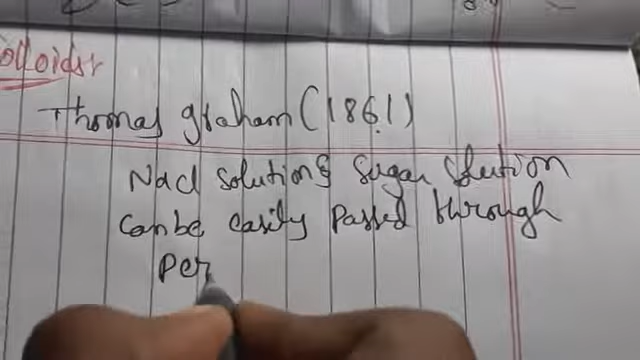 olloids
Thomas graham (1861)
Nacl Solution & Sugar Solution
Can be easily Passed through
Per